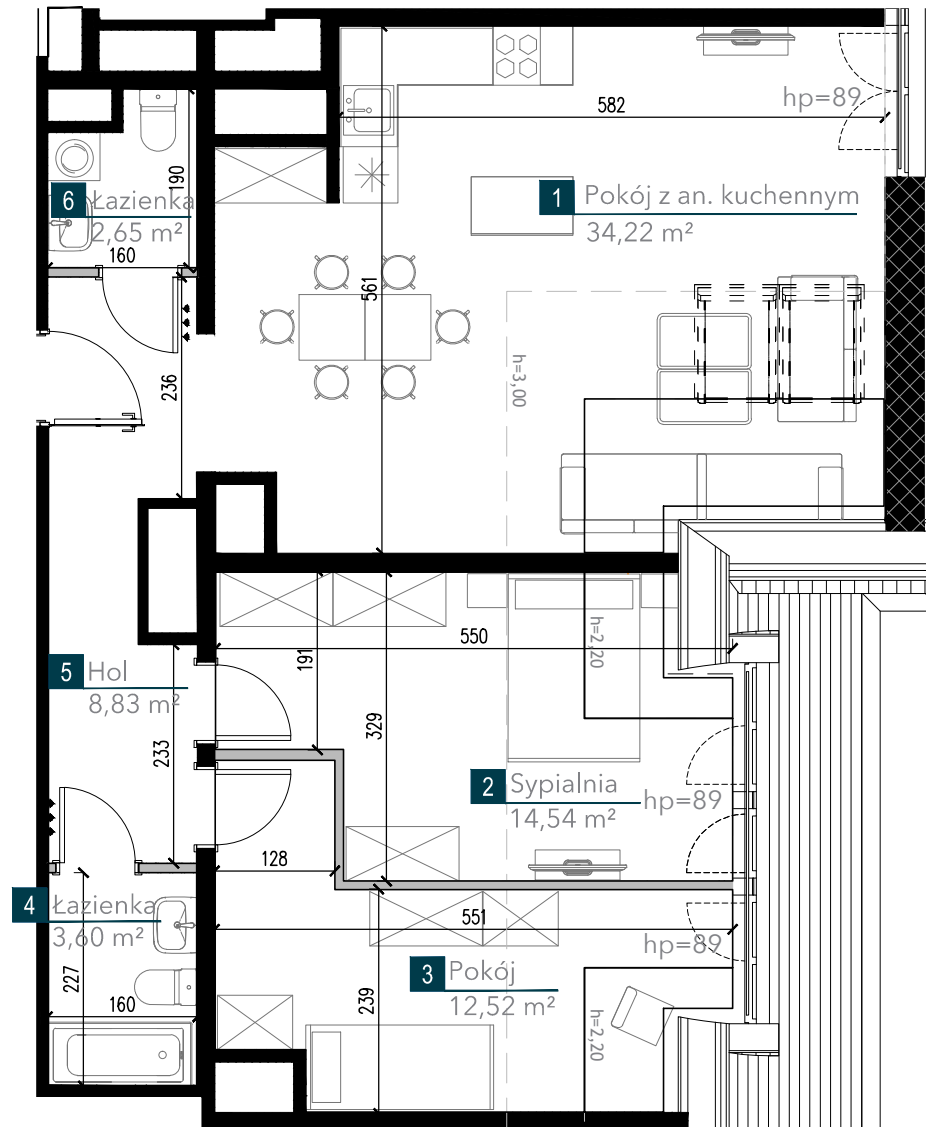 582
hp=89
190
6 Łazienka
2,65 m²
160
1 Pokój z an. kuchennym
34,22 m²
561
h=3,00
236
550
h=2,20
191
5 Hol
8,83 m²
329
233
2 Sypialnia
14,54 m²
hp=89
128
4 Łazienka
3,60 m²
551
hp=89
3 Pokój
12,52 m²
227
239
160
h=2,20